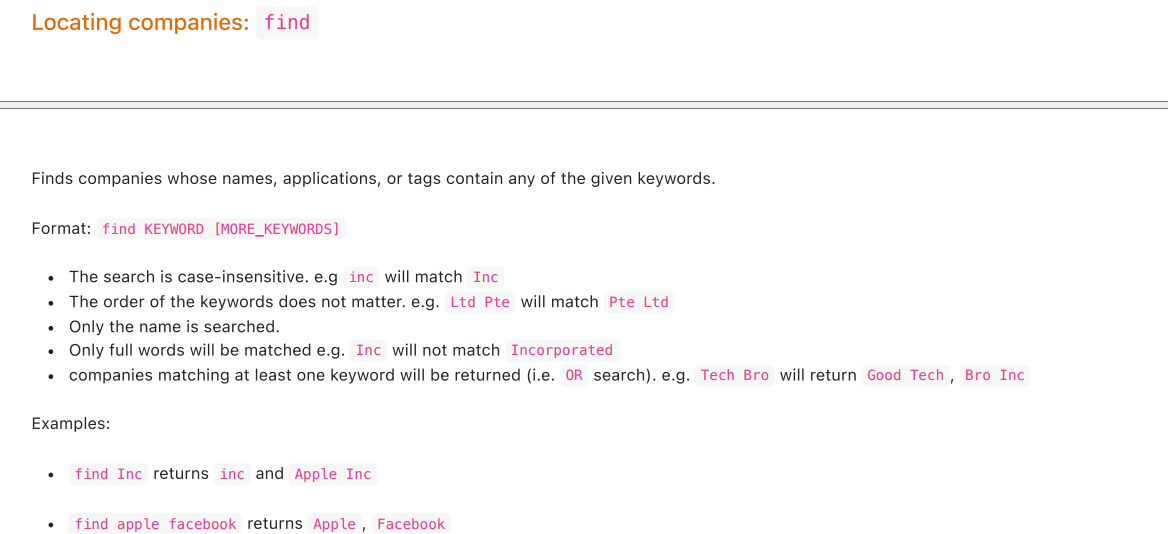 Locating companies: find
Finds companies whose names, applications, or tags contain any of the given keywords.
Format: find KEYWORD [MORE_KEYWORDS]
• The search is case-insensitive. e.g inc will match Inc
• The order of the keywords does not matter. e.g. Ltd Pte will match Pte Ltd
• Only the name is searched.
• Only full words will be matched e.g. Inc will not match Incorporated
• companies matching at least one keyword will be returned (i.e. OR search). e.g. Tech Bro will return Good Tech, Bro Inc
Examples:
• find Inc returns inc and Apple Inc
• find apple facebook returns Apple, Facebook